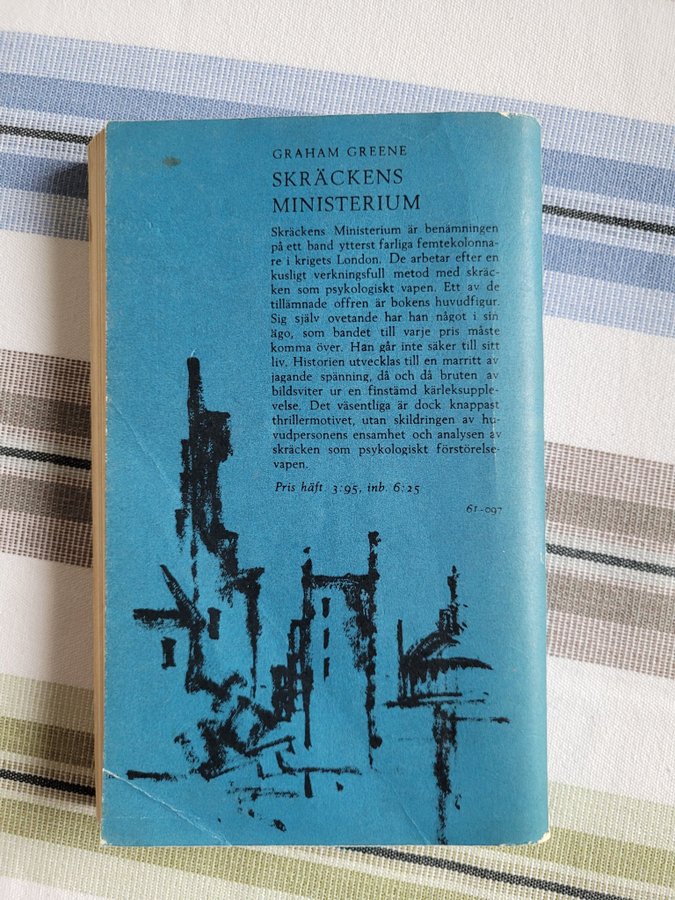 GRAHAM GREENE
SKRÄCKENS
MINISTERIUM
Skräckens Ministerium är benämningen
på ett band ytterst farliga femtekolonna-
re i krigets London. De arbetar efter en
kusligt verkningsfull metod med skräc-
ken som psykologiskt vapen. Ett av de
tillämnade offren är bokens huvudfigur.
Sig själv ovetande har han något i sin
ägo, som bandet till varje pris måste
komma över. Han går inte säker till sitt
liv. Historien utvecklas till en marritt av
jagande spänning, då och då bruten av
bildsviter ur en finstämd kärleksupple-
velse. Det väsentliga är dock knappast
thrillermotivet, utan skildringen av hu-
vudpersonens ensamhet och analysen av
skräcken som psykologiskt förstörelse-
vapen.
Pris häft. 3:95, inb. 6:25
61-097